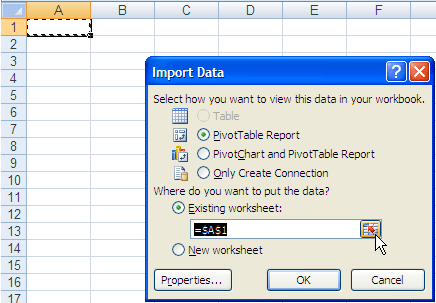 A B C D E F
1
2
3
4
5
6
7
8
9
10
11
12
13
14
15
16
17
Import Data
Select how you want to view this data in your workbook.
Table
PivotTable Report
PivotChart and PivotTable Report
Only Create Connection
Where do you want to put the data?
Existing worksheet:
=$A$1
New worksheet
Properties... OK Cancel